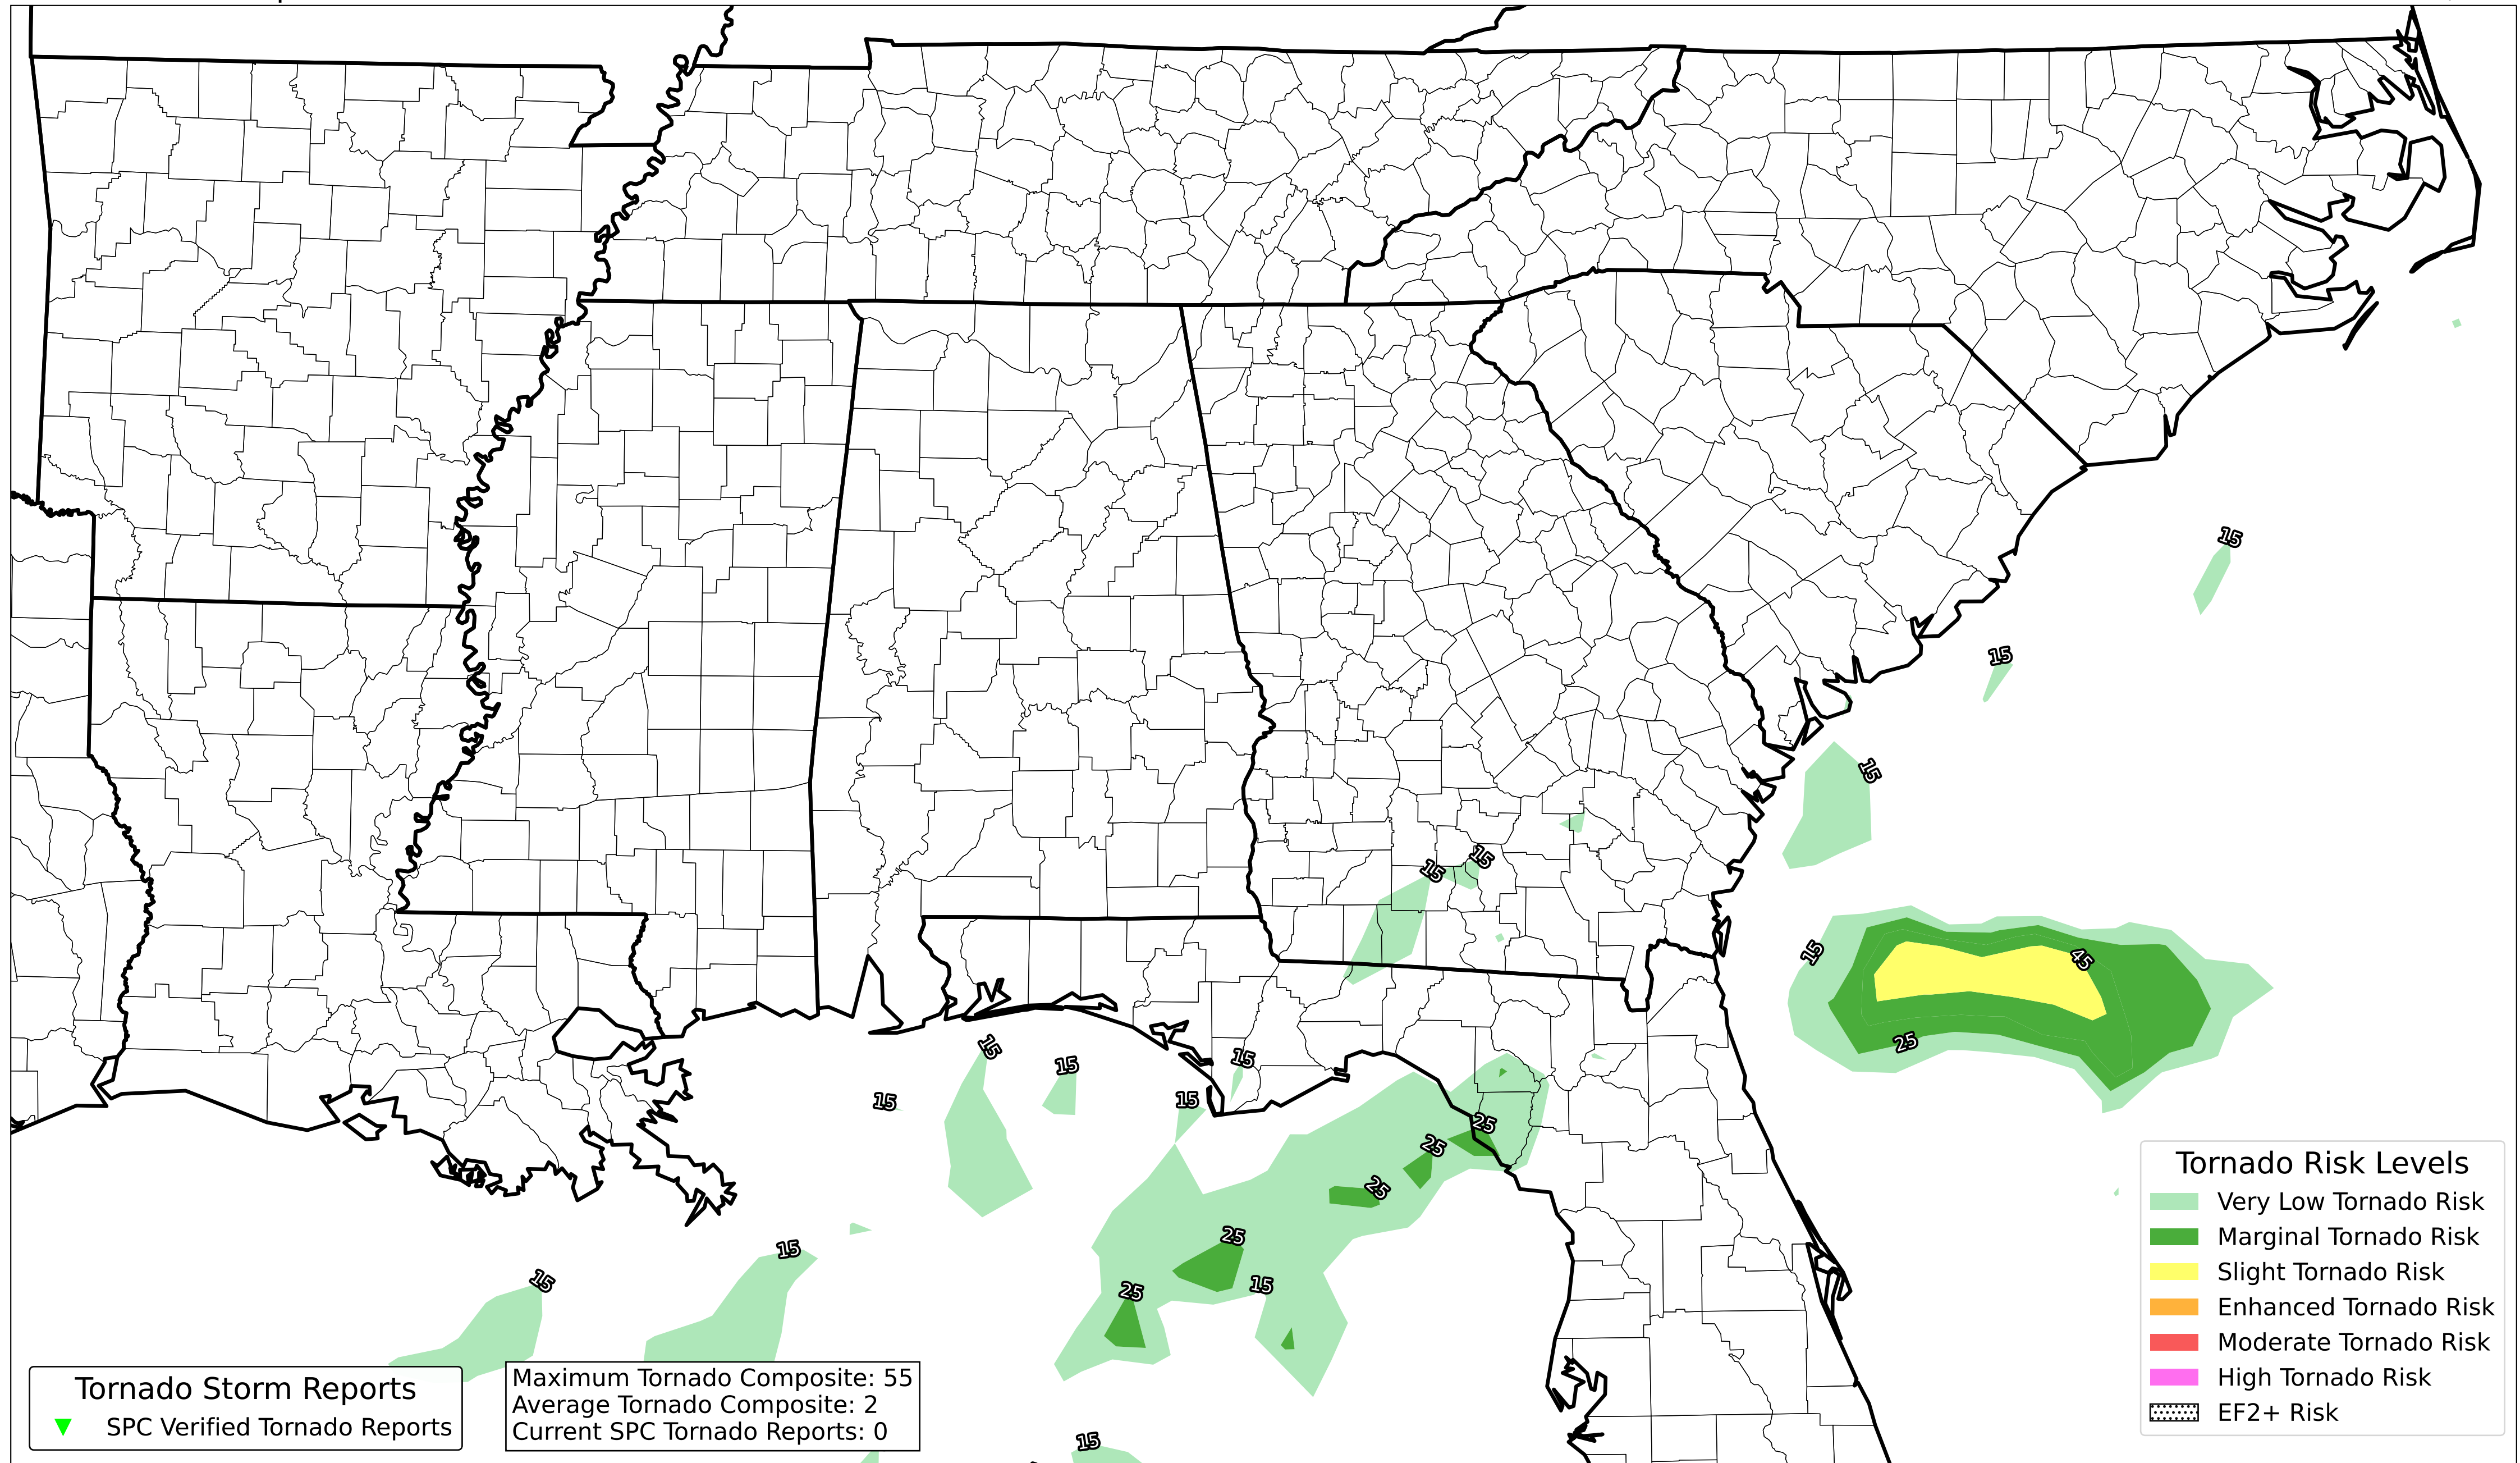 15
15
15
15
15
15
45
25
15
15
15
15
15
25
25
25
25
15
25
15
15
15
Tornado Risk Levels
Very Low Tornado Risk
Marginal Tornado Risk
Slight Tornado Risk
Enhanced Tornado Risk
Moderate Tornado Risk
High Tornado Risk
EF2+ Risk
Tornado Storm Reports
SPC Verified Tornado Reports
Maximum Tornado Composite: 55
Average Tornado Composite: 2
Current SPC Tornado Reports: 0